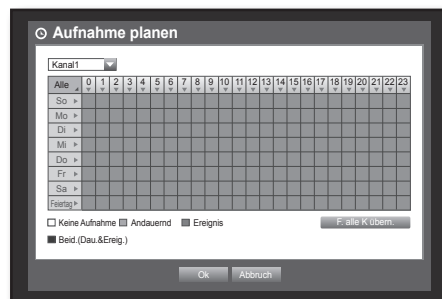 Aufnahme planen
Kanal1
Alle 0 1 2 3 4 5 6 7 8 9 10 11 12 13 14 15 16 17 18 19 20 21 22 23
So
Mo
Di
Mi
Do
Fr
Sa
Feiertag
Keine Aufnahme Andauernd Ereignis F. alle K übern.
Beid.(Dau.&Ereig.)
Ok Abbruch